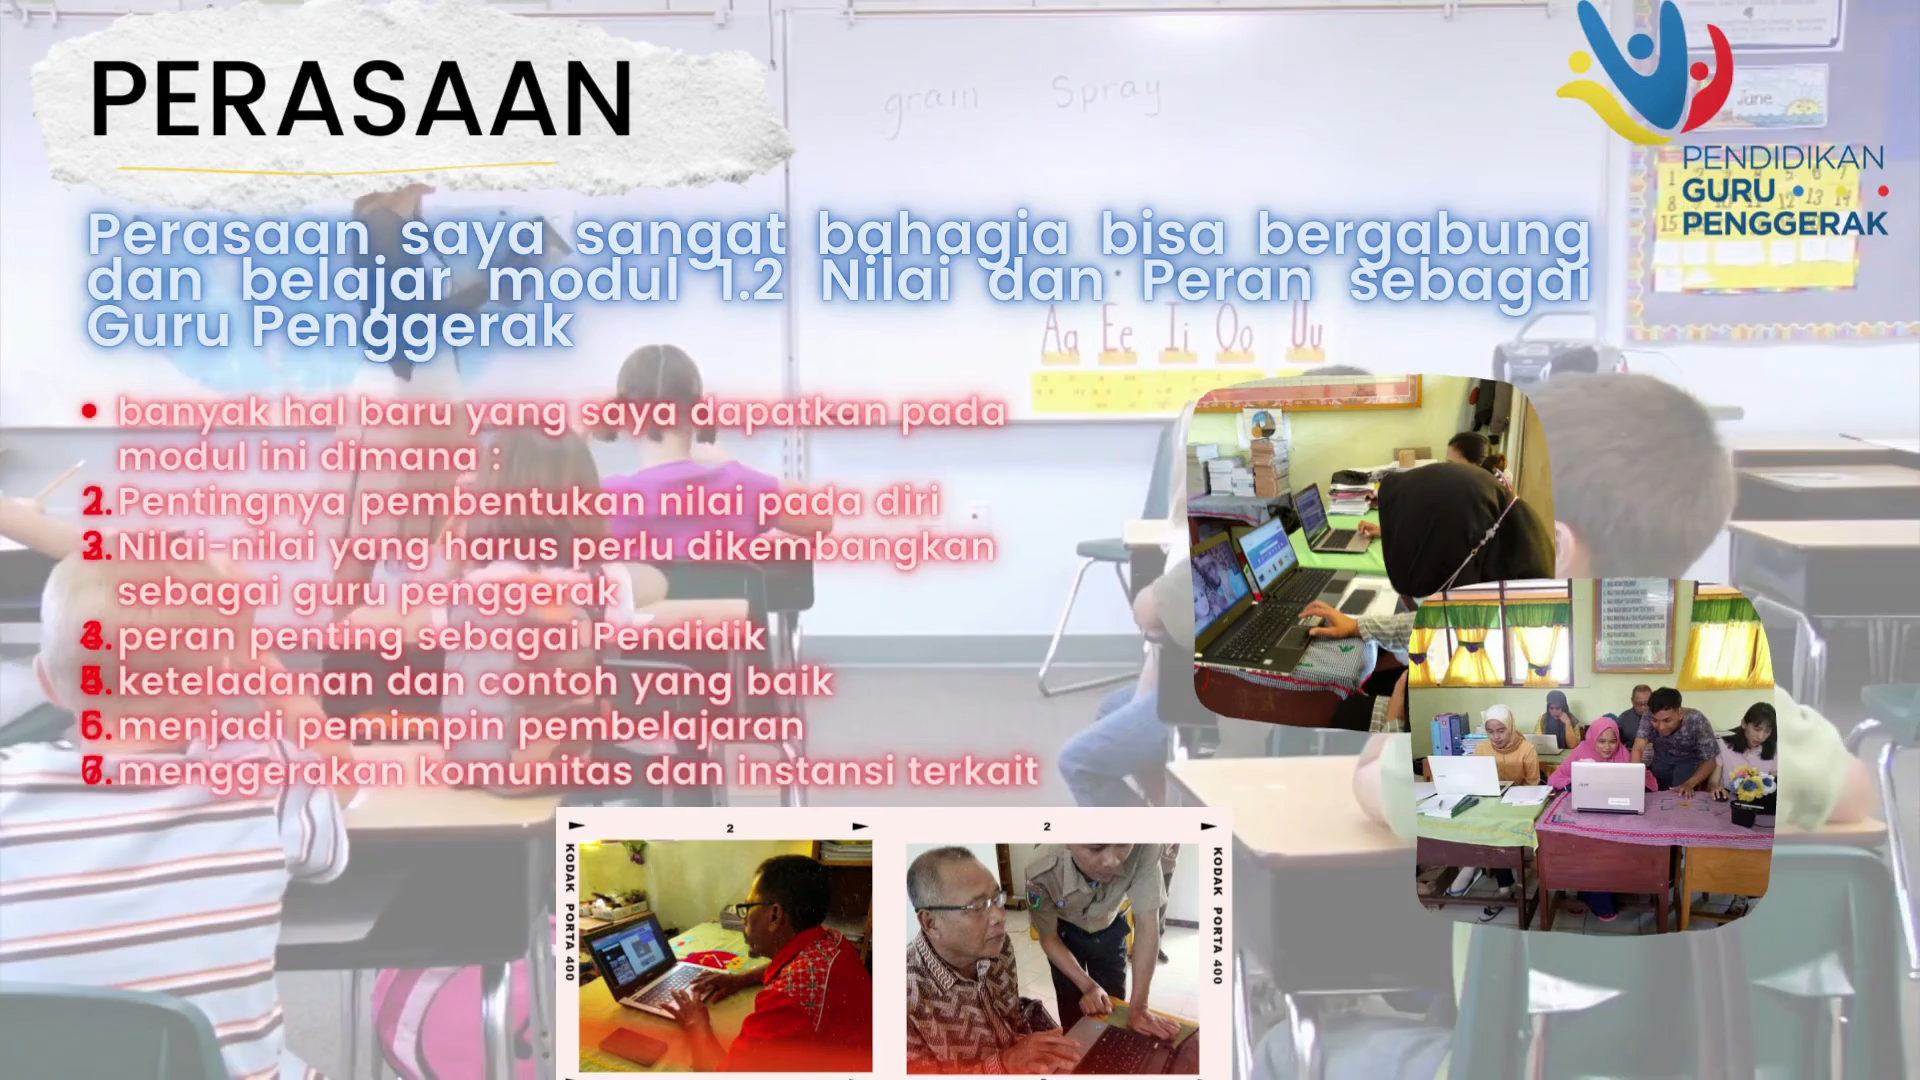 PERASAAN
grain Spray
June
PENDIDIKAN
GURU
PENGGERAK
Perasaan saya sangat bahagia bisa bergabung
dan belajar modul 1.2 Nilai dan Peran sebagai
Guru Penggerak
Aa Ee Ii Oo Uu
• banyak hal baru yang saya dapatkan pada
modul ini dimana :
Pentingnya pembentukan nilai pada diri
Nilai-nilai yang harus perlu dikembangkan
sebagai guru penggerak
peran penting sebagai Pendidik
keteladanan dan contoh yang baik
menjadi pemimpin pembelajaran
menggerakan komunitas dan instansi terkait
2 2
KODAK PORTA 400
KODAK PORTA 400